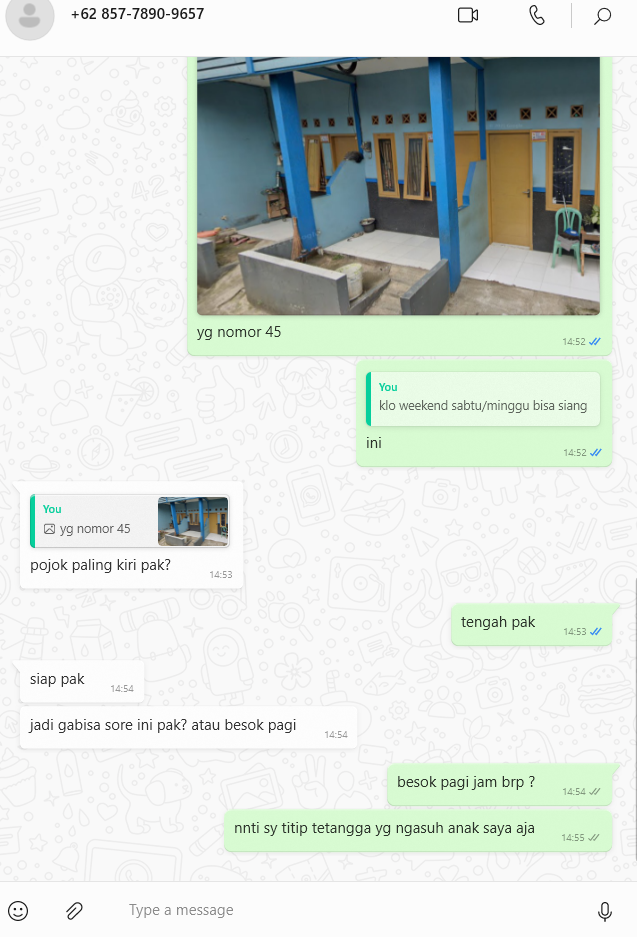 +62 857-7890-9657
yg nomor 45
14:52
You
klo weekend sabtu/minggu bisa siang
ini
14:52
You
yg nomor 45
pojok paling kiri pak?
14:53
tengah pak
14:53
siap pak
14:54
jadi gabisa sore ini pak? atau besok pagi
14:54
besok pagi jam brp ?
14:54
nnti sy titip tetangga yg ngasuh anak saya aja
14:55
Type a message